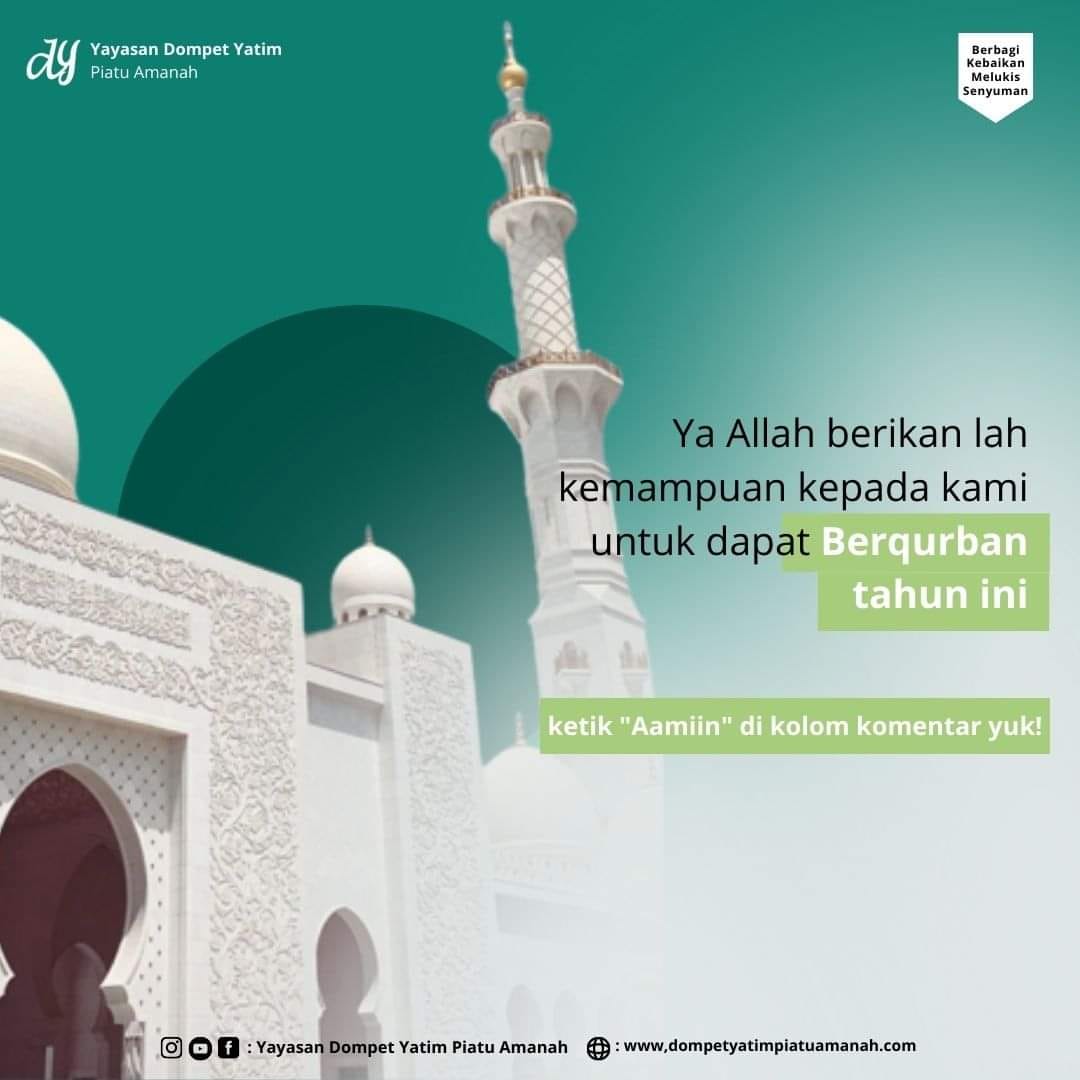 Yayasan Dompet Yatim
Piatu Amanah
Berbagi
Kebaikan
Melukis
Senyuman
Ya Allah berikan lah
kemampuan kepada kami
untuk dapat Berqurban
tahun ini
ketik "Aamiin" di kolom komentar yuk!
: Yayasan Dompet Yatim Piatu Amanah
: www,dompetyatimpiatuamanah.com